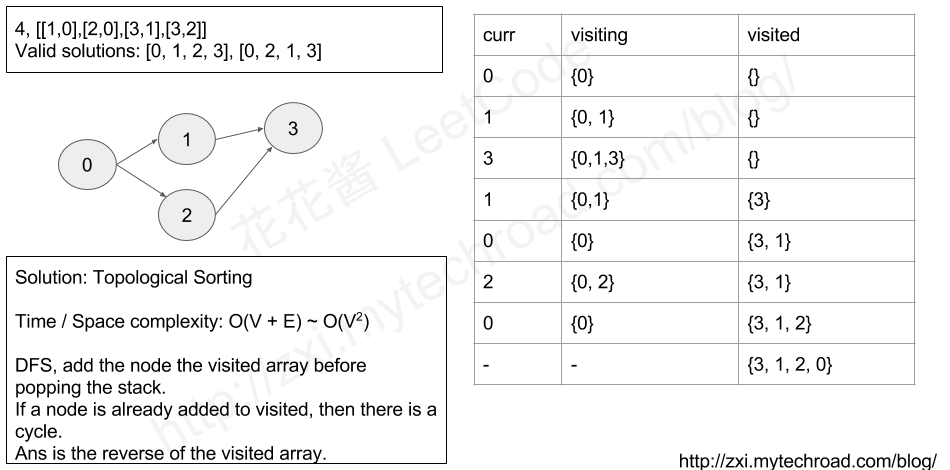 4, [[1,0],[2,0],[3,1],[3,2]]
Valid solutions: [0, 1, 2, 3], [0, 2, 1, 3]
0
1
2
3
Solution: Topological Sorting
Time / Space complexity: O(V + E) ~ O(V²)
DFS, add the node the visited array before
popping the stack.
If a node is already added to visited, then there is a
cycle.
Ans is the reverse of the visited array.
curr visiting visited
0 {0} {}
1 {0, 1} {}
3 {0,1,3} {}
1 {0,1} {3}
0 {0} {3, 1}
2 {0, 2} {3, 1}
0 {0} {3, 1, 2}
- - {3, 1, 2, 0}
花花酱 LeetCode
http://zxi.mytechroad.com/blog/
http://zxi.mytechroad.com/blog/